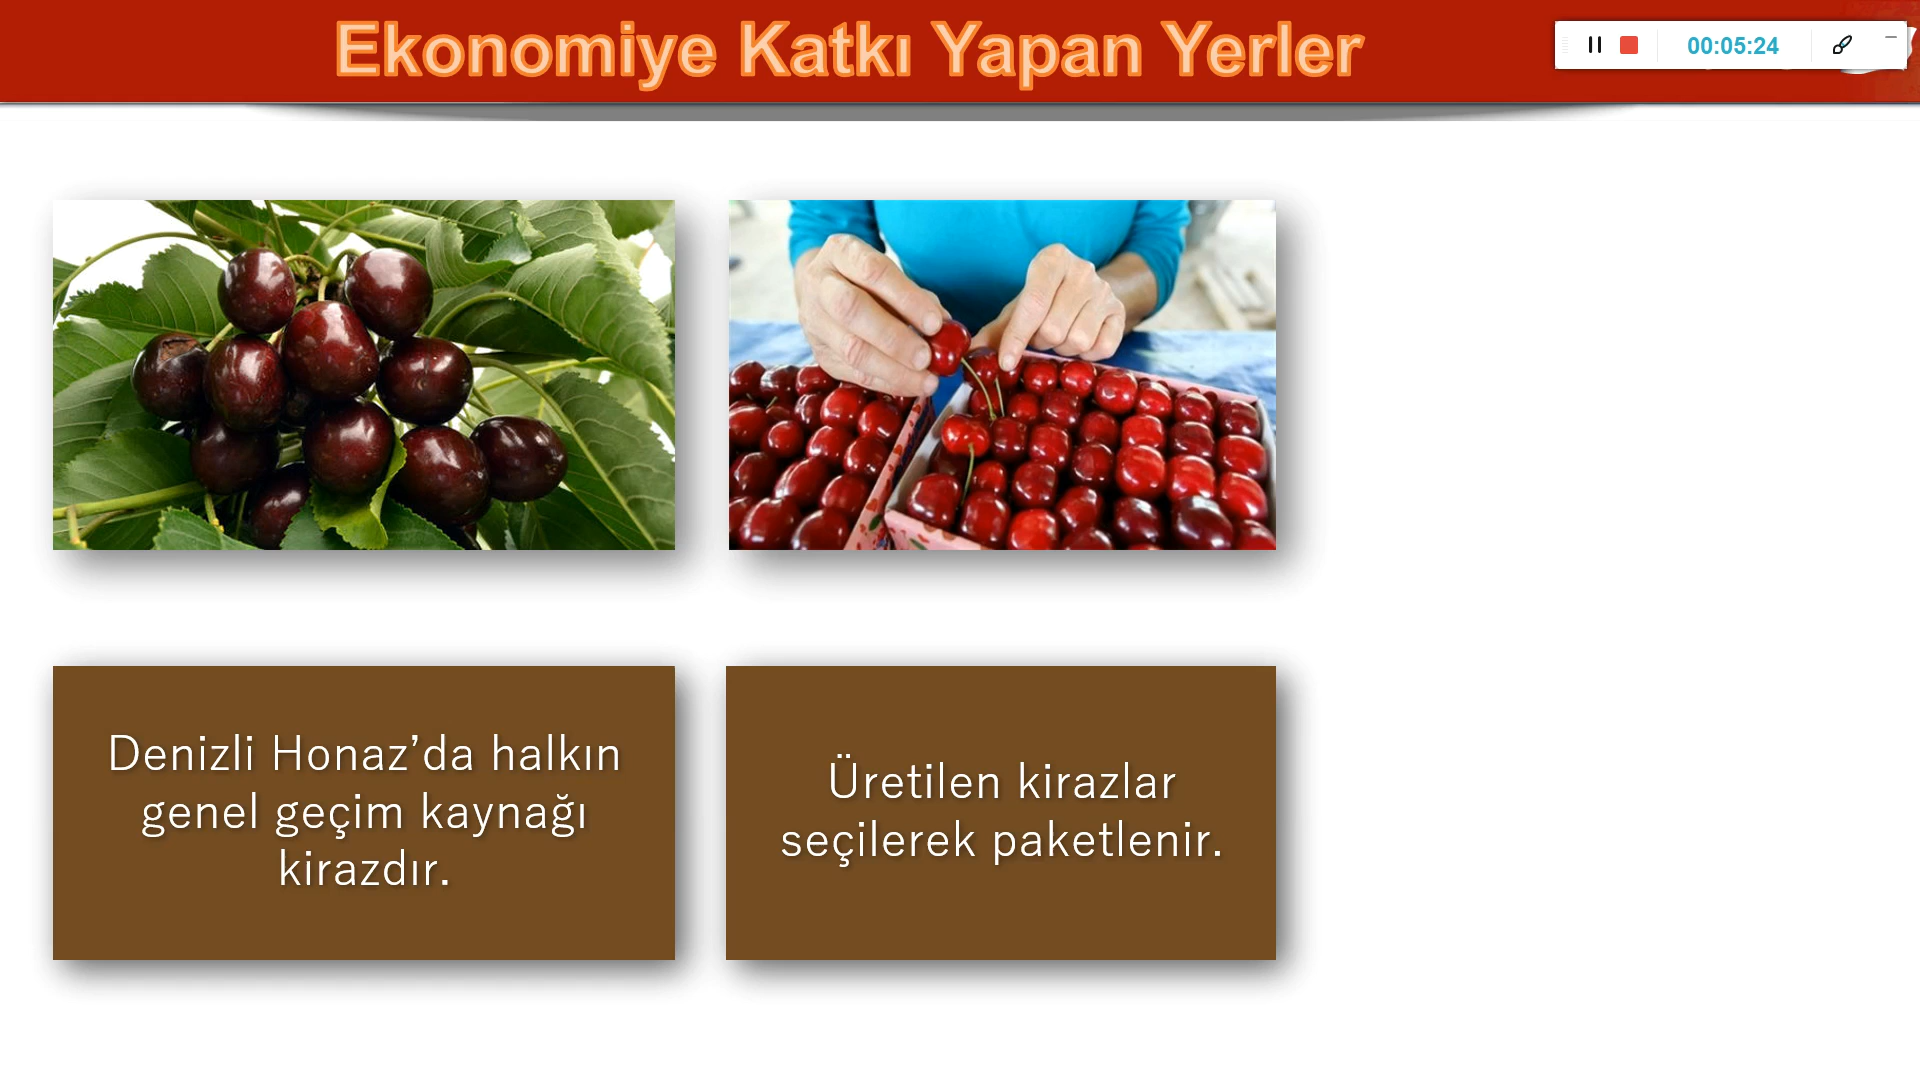 Ekonomiye Katkı Yapan Yerler
00:05:24
Denizli Honaz’da halkın
genel geçim kaynağı
kirazdır.
Üretilen kirazlar
seçilerek paketlenir.